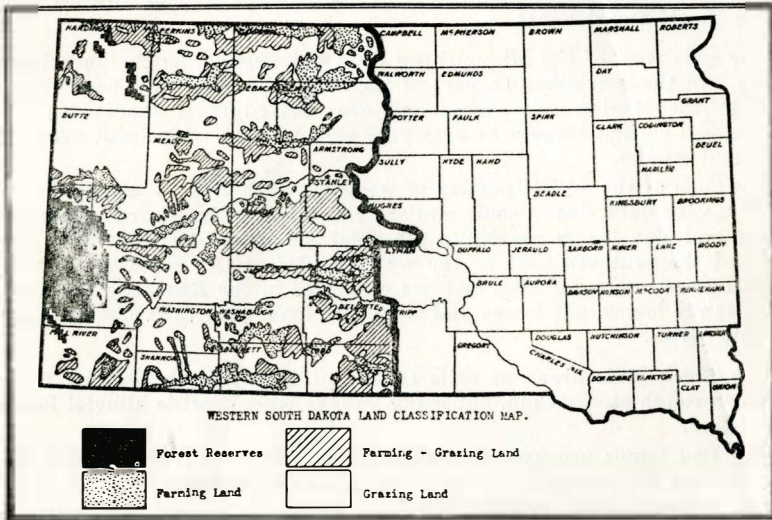 HARDING PERKINS CAMPBELL McPHERSON BROWN MARSHALL ROBERTS
WALWORTH EDMUNDS DAY
GRANT
BUTTE POTTER FAULK SPINK CLARK CODINGTON
MEADE DEUEL
ARMSTRONG HAMLIN
SULLY HYDE HAND
STANLEY BEADLE KINGSBURY BROOKINGS
HUGHES
BUFFALO JERAULD SANBORN MINER LAKE MOODY
BRULE AURORA DAVISON HANSON McCOOK MINNEHAHA
WASHINGTON WASHABAUGH MELLETTE TRIPP
FALL RIVER DOUGLAS HUTCHINSON TURNER LINCOLN
SHANNON BENNETT TODD GREGORY CHARLES MIX
BON HOMME YANKTON CLAY UNION
WESTERN SOUTH DAKOTA LAND CLASSIFICATION MAP.
Forest Reserves Farming - Grazing Land
Farming Land Grazing Land